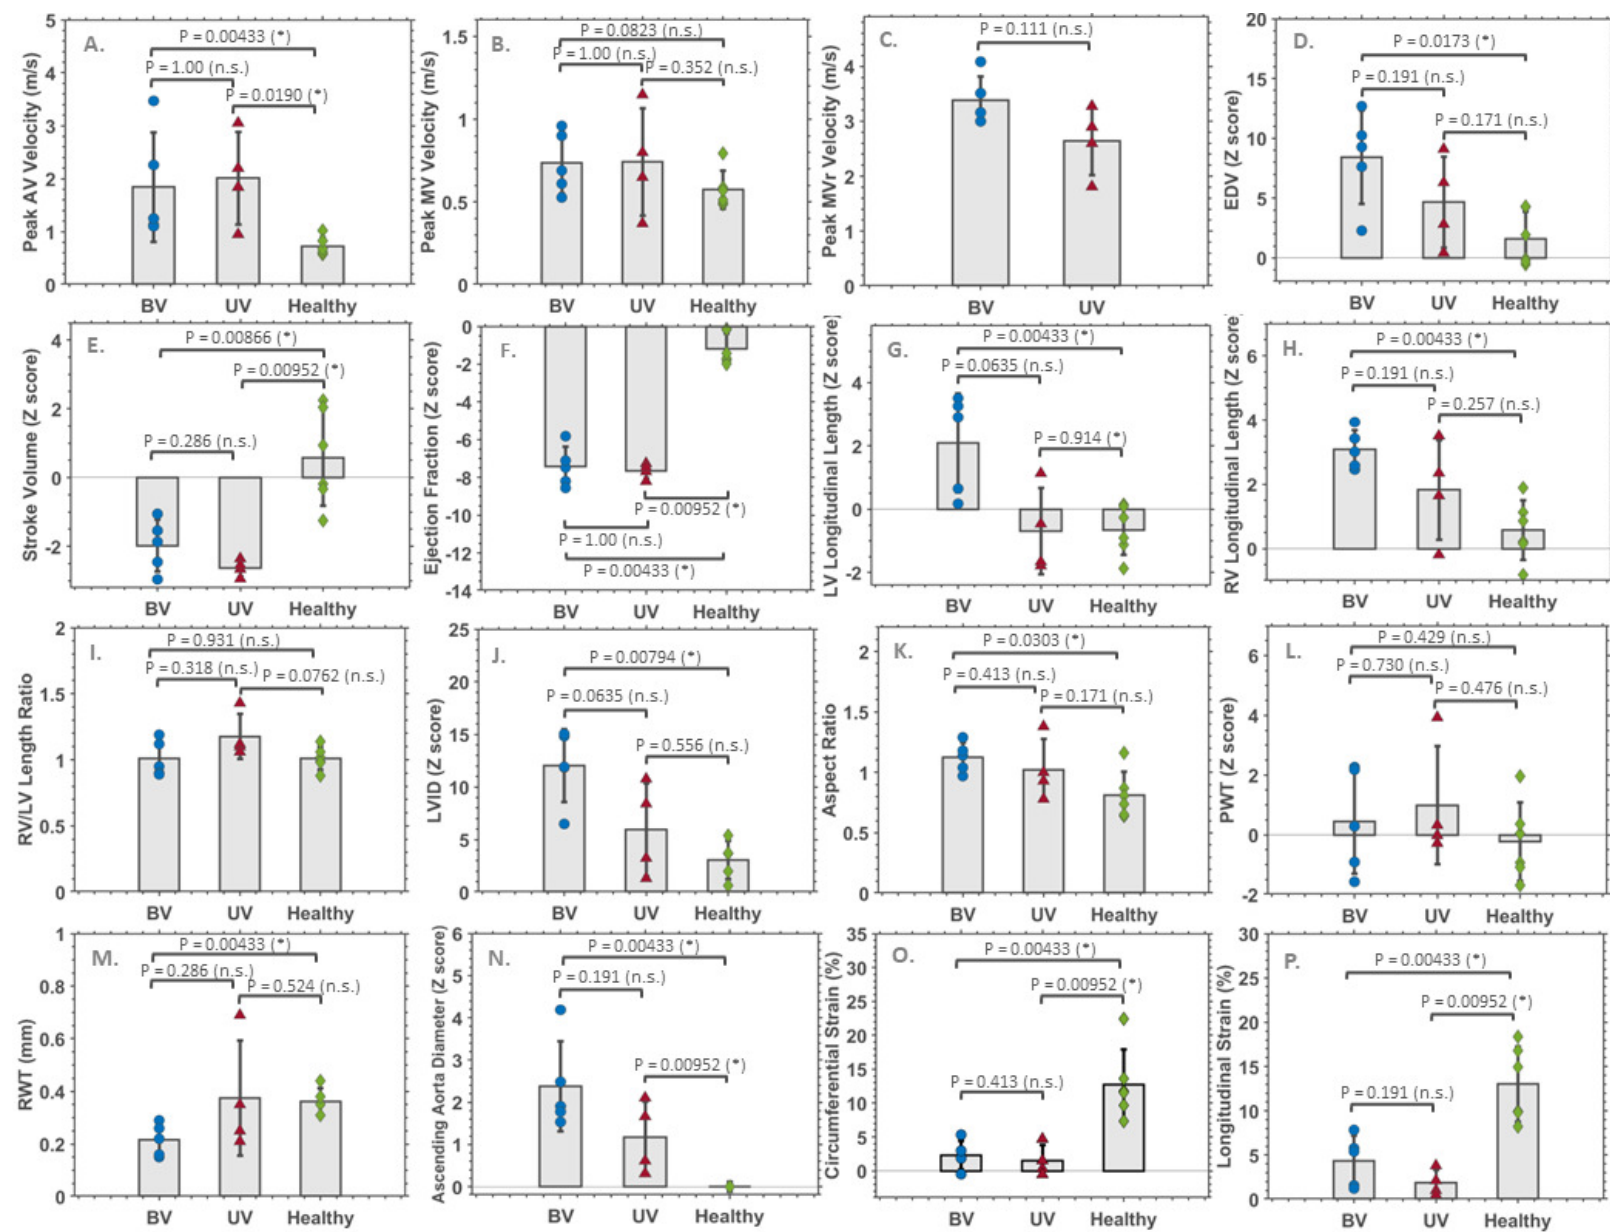 A.
Peak AV Velocity (m/s)
5
4
3
2
1
0
P = 0.00433 (*)
P = 1.00 (n.s.)
P = 0.0190 (*)
BV UV Healthy
B.
Peak MV Velocity (m/s)
1.5
1
0.5
0
P = 0.0823 (n.s.)
P = 1.00 (n.s.)
P = 0.352 (n.s.)
BV UV Healthy
C.
Peak MVr Velocity (m/s)
4
3
2
1
0
P = 0.111 (n.s.)
BV UV
D.
EDV (Z score)
20
15
10
5
0
P = 0.0173 (*)
P = 0.191 (n.s.)
P = 0.171 (n.s.)
BV UV Healthy
E.
Stroke Volume (Z score)
4
2
0
-2
P = 0.00866 (*)
P = 0.00952 (*)
P = 0.286 (n.s.)
BV UV Healthy
F.
Ejection Fraction (Z score)
0
-2
-4
-6
-8
-10
-12
-14
P = 0.00952 (*)
P = 1.00 (n.s.)
P = 0.00433 (*)
BV UV Healthy
G.
LV Longitudinal Length (Z score)
4
2
0
-2
P = 0.00433 (*)
P = 0.0635 (n.s.)
P = 0.914 (*)
BV UV Healthy
H.
RV Longitudinal Length (Z score)
6
4
2
0
P = 0.00433 (*)
P = 0.191 (n.s.)
P = 0.257 (n.s.)
BV UV Healthy
I.
RV/LV Length Ratio
2
1.5
1
0.5
0
P = 0.931 (n.s.)
P = 0.318 (n.s.)
P = 0.0762 (n.s.)
BV UV Healthy
J.
LVID (Z score)
25
20
15
10
5
0
P = 0.00794 (*)
P = 0.0635 (n.s.)
P = 0.556 (n.s.)
BV UV Healthy
K.
Aspect Ratio
2
1.5
1
0.5
0
P = 0.0303 (*)
P = 0.413 (n.s.)
P = 0.171 (n.s.)
BV UV Healthy
L.
PWT (Z score)
6
4
2
0
-2
P = 0.429 (n.s.)
P = 0.730 (n.s.)
P = 0.476 (n.s.)
BV UV Healthy
M.
RWT (mm)
1
0.8
0.6
0.4
0.2
0
P = 0.00433 (*)
P = 0.286 (n.s.)
P = 0.524 (n.s.)
BV UV Healthy
N.
Ascending Aorta Diameter (Z score)
6
5
4
3
2
1
0
P = 0.00433 (*)
P = 0.191 (n.s.)
P = 0.00952 (*)
BV UV Healthy
O.
Circumferential Strain (%)
35
30
25
20
15
10
5
0
P = 0.00433 (*)
P = 0.00952 (*)
P = 0.413 (n.s.)
BV UV Healthy
P.
Longitudinal Strain (%)
30
25
20
15
10
5
0
P = 0.00433 (*)
P = 0.00952 (*)
P = 0.191 (n.s.)
BV UV Healthy